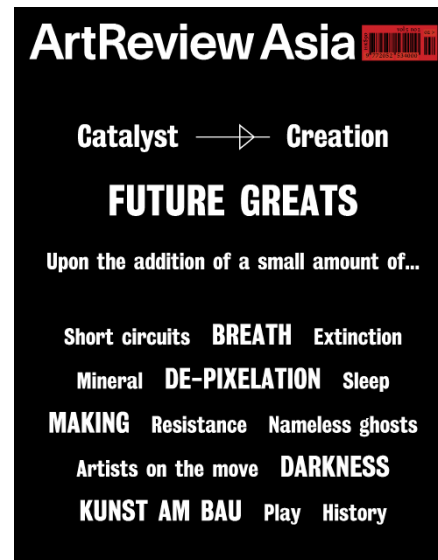 ArtReview Asia
Catalyst Creation
FUTURE GREATS
Upon the addition of a small amount of...
Short circuits BREATH Extinction
Mineral DE-PIXELATION Sleep
MAKING Resistance Nameless ghosts
Artists on the move DARKNESS
KUNST AM BAU Play History